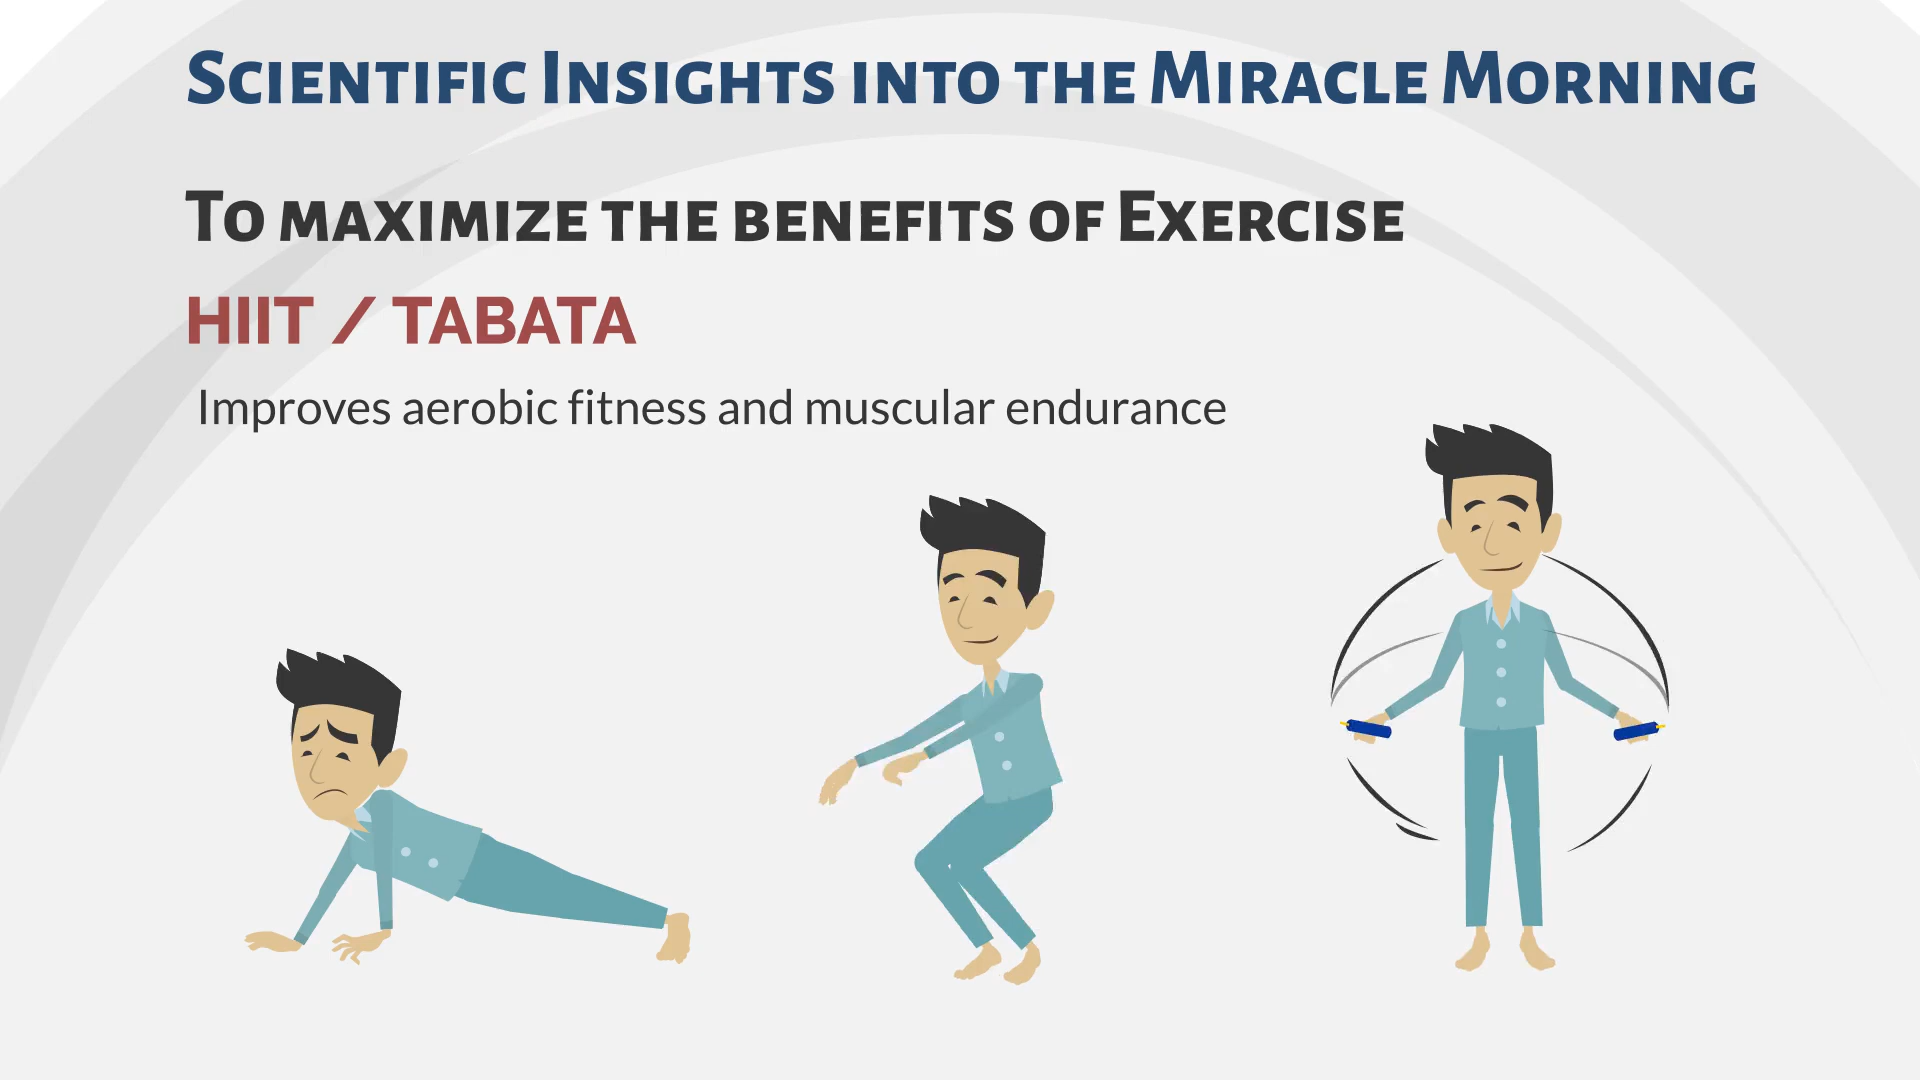 Scientific Insights into the Miracle Morning
To maximize the benefits of Exercise
HIIT / TABATA
Improves aerobic fitness and muscular endurance